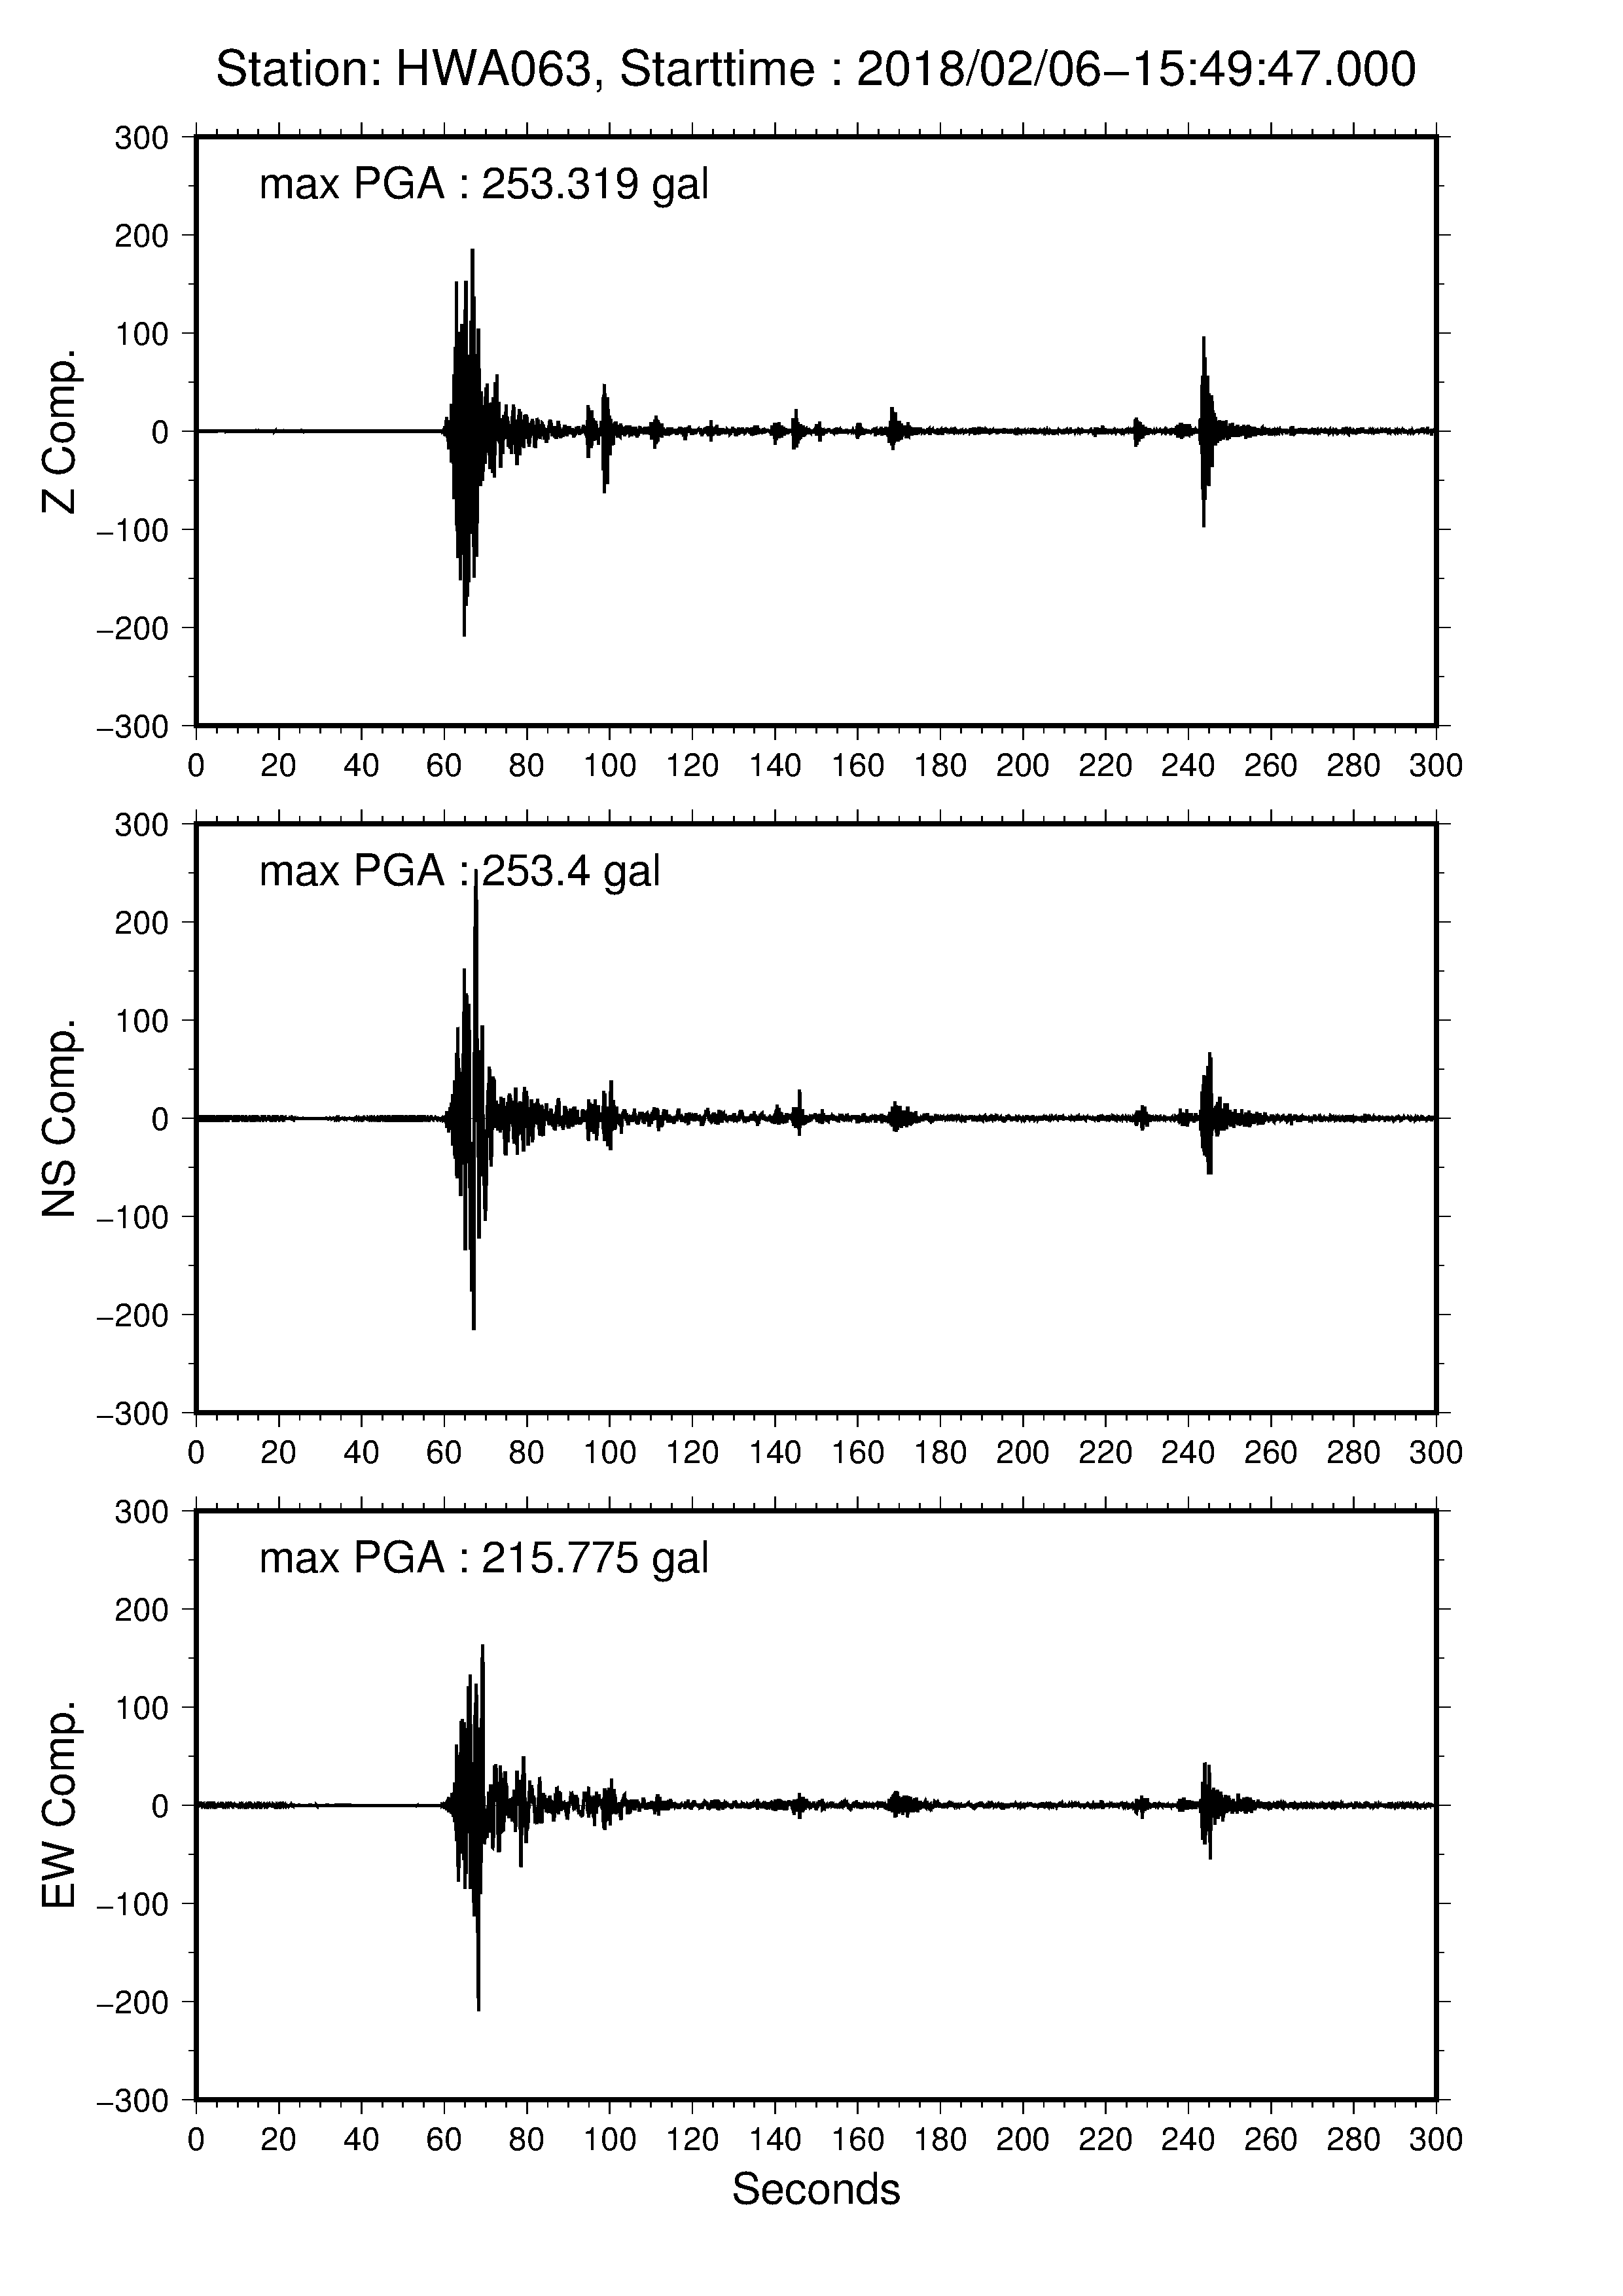 Station: HWA063, Starttime : 2018/02/06−15:49:47.000
max PGA : 253.319 gal
Z Comp.
300
200
100
0
−100
−200
−300
0 20 40 60 80 100 120 140 160 180 200 220 240 260 280 300
max PGA : 253.4 gal
NS Comp.
300
200
100
0
−100
−200
−300
0 20 40 60 80 100 120 140 160 180 200 220 240 260 280 300
max PGA : 215.775 gal
EW Comp.
300
200
100
0
−100
−200
−300
0 20 40 60 80 100 120 140 160 180 200 220 240 260 280 300
Seconds